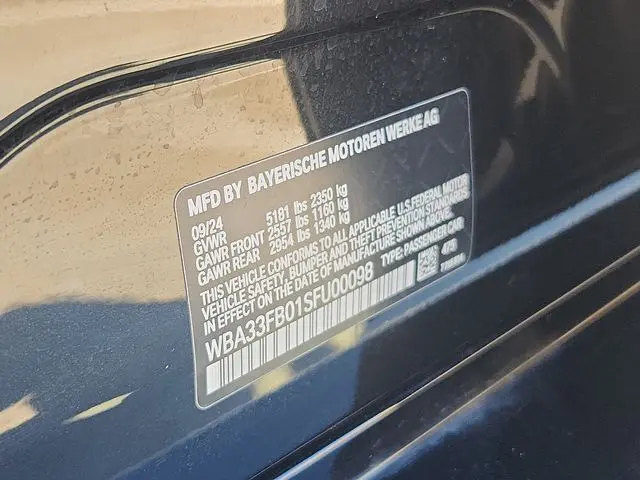 MFD BY BAYERISCHE MOTOREN WERKE AG
09/24
GVWR 5181 lbs 2350 kg
GAWR FRONT 2557 lbs 1160 kg
GAWR REAR 2954 lbs 1340 kg
THIS VEHICLE CONFORMS TO ALL APPLICABLE U.S. FEDERAL MOTOR
VEHICLE SAFETY, BUMPER AND THEFT PREVENTION STANDARDS
IN EFFECT ON THE DATE OF MANUFACTURE SHOWN ABOVE.
WBA33FB01SFU00098 TYPE: PASSENGER CAR
475